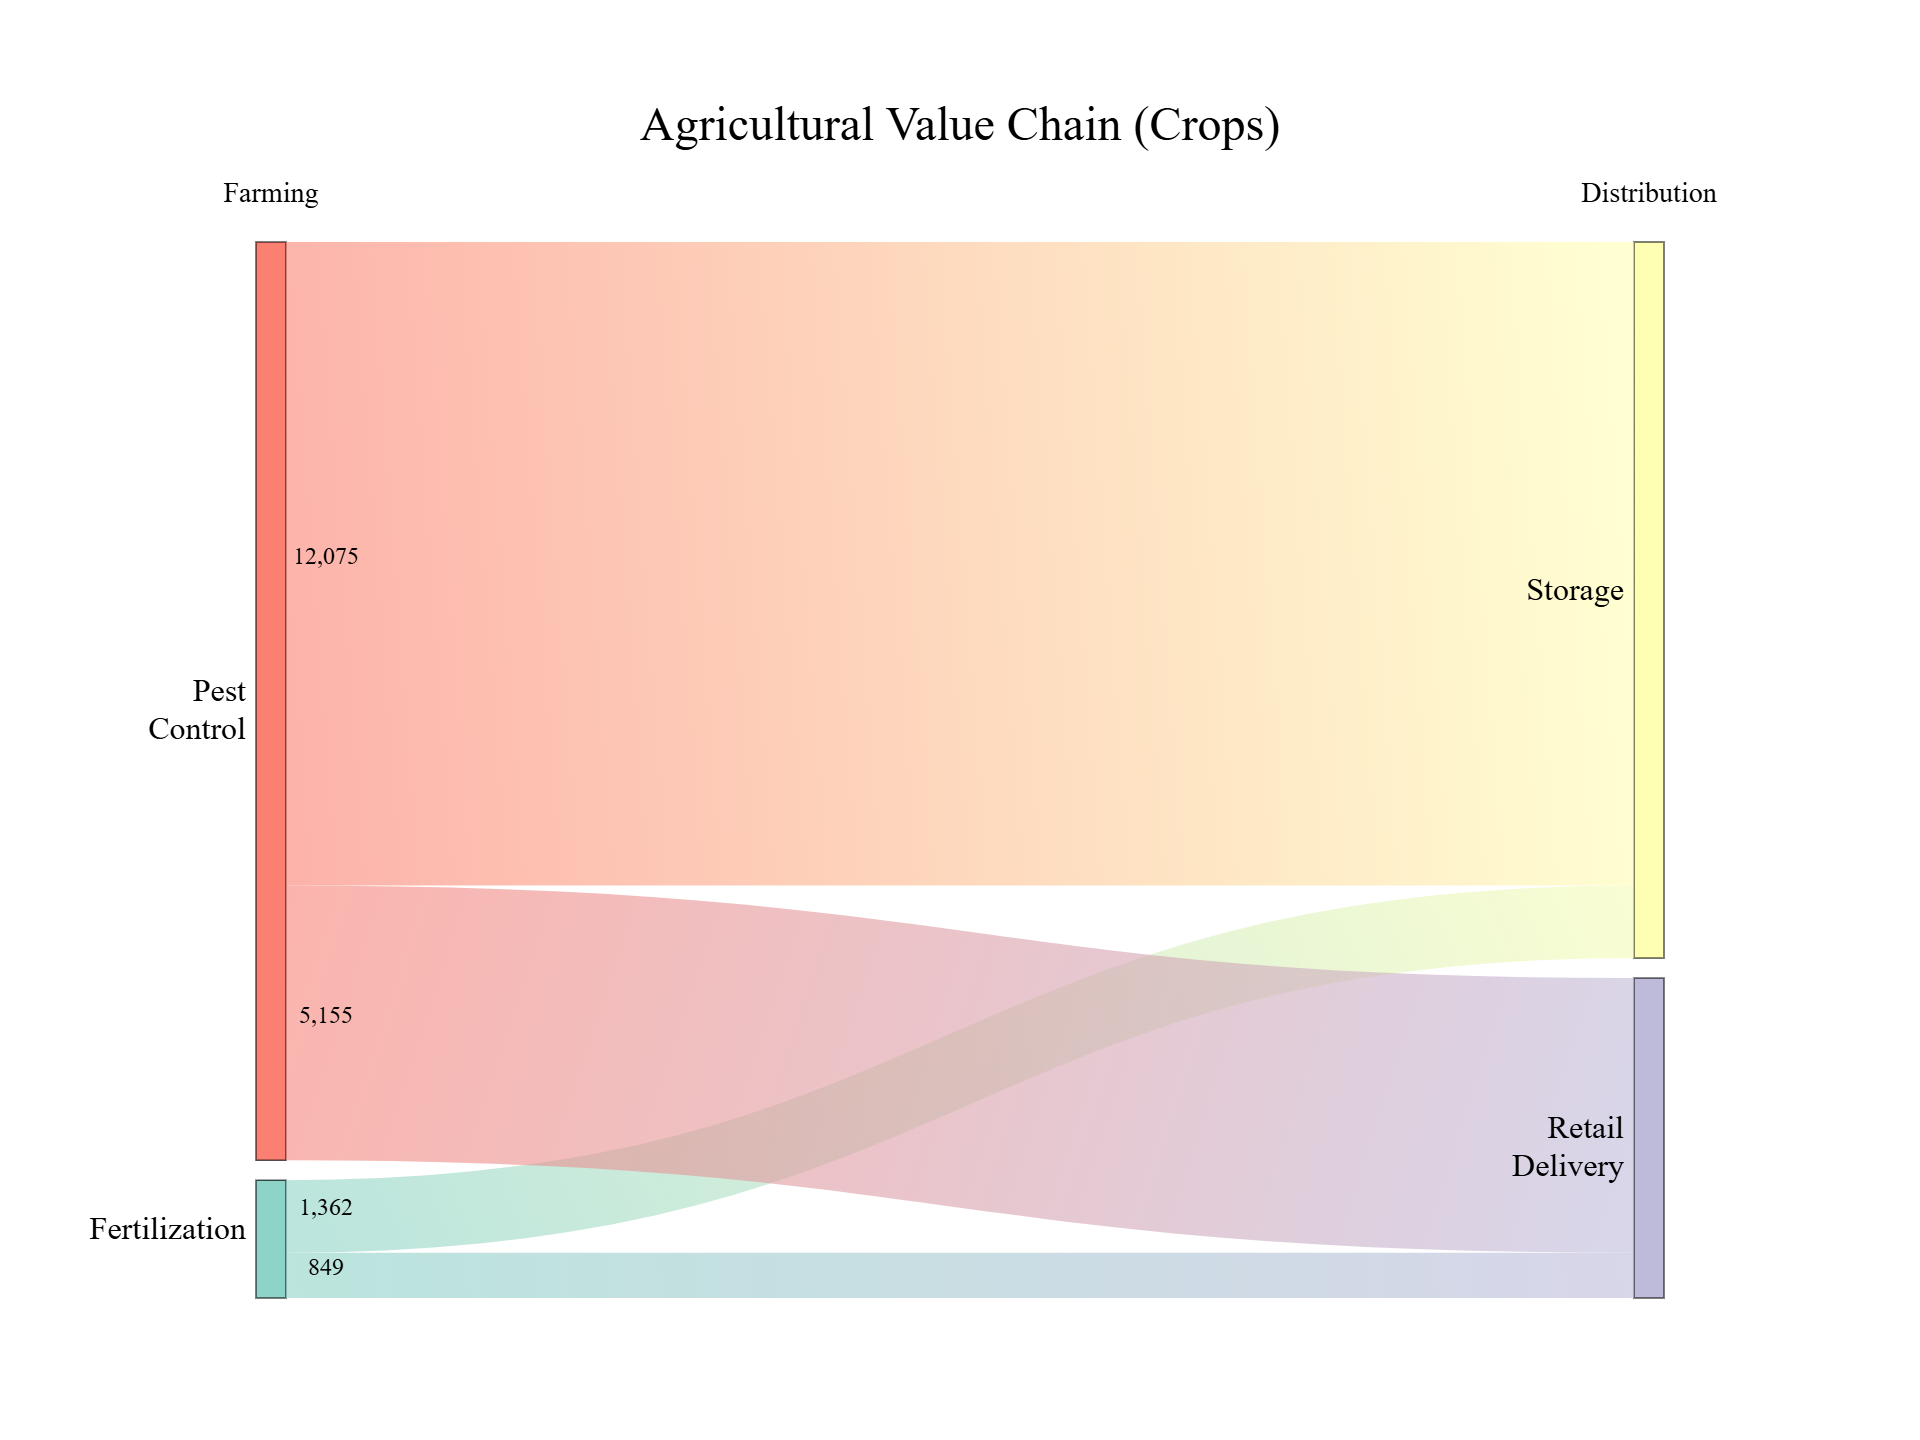 Agricultural Value Chain (Crops)
Farming
Distribution
12,075
Storage
Pest
Control
5,155
Retail
Delivery
1,362
Fertilization
849